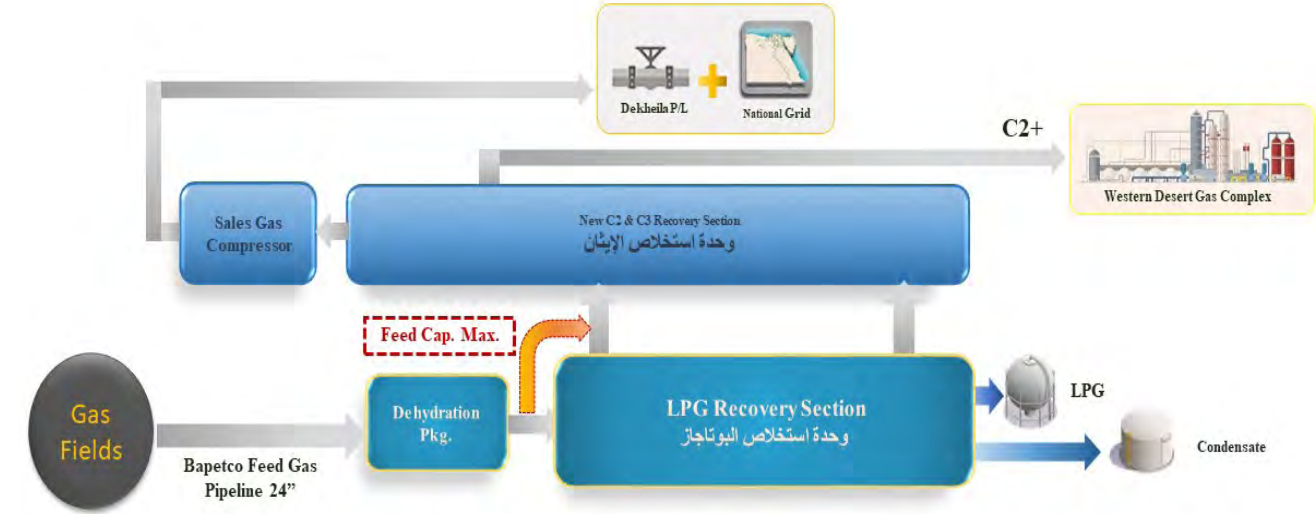 Dekheila P/L
National Grid
C2+
Western Desert Gas Complex
Sales Gas
Compressor
New C2 & C3 Recovery Section
وحدة استخلاص الإيثان
Feed Cap. Max.
Gas
Fields
Bapetco Feed Gas
Pipeline 24”
Dehydration
Pkg.
LPG Recovery Section
وحدة استخلاص البوتاجاز
LPG
Condensate